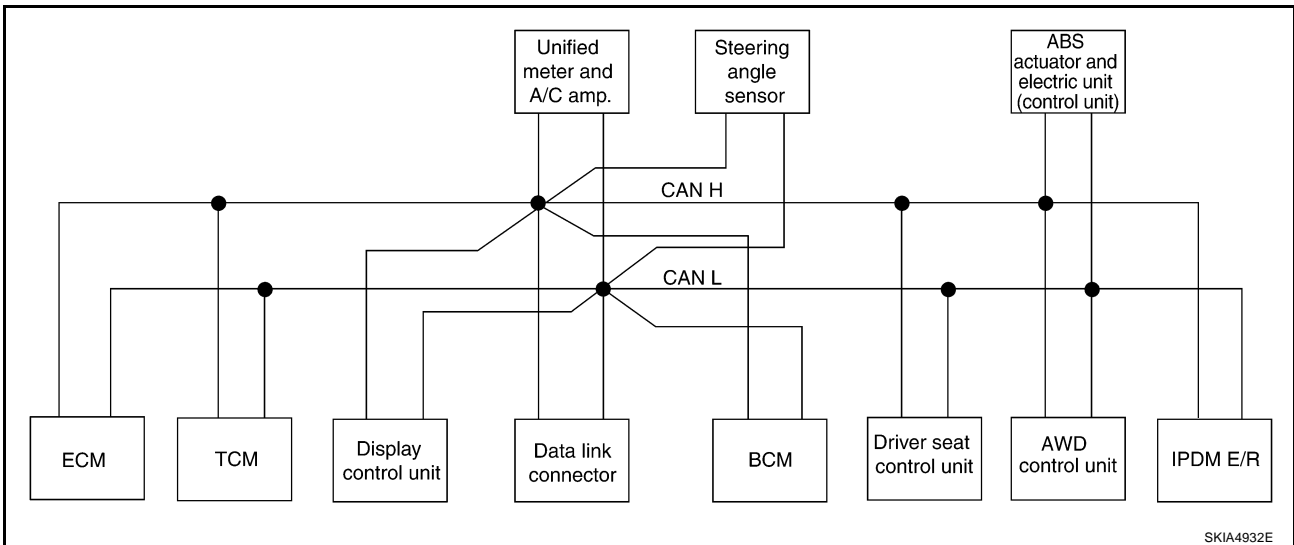 Unified
meter and
A/C amp.
Steering
angle
sensor
ABS
actuator and
electric unit
(control unit)
CAN H
CAN L
ECM
TCM
Display
control unit
Data link
connector
BCM
Driver seat
control unit
AWD
control unit
IPDM E/R
SKIA4932E